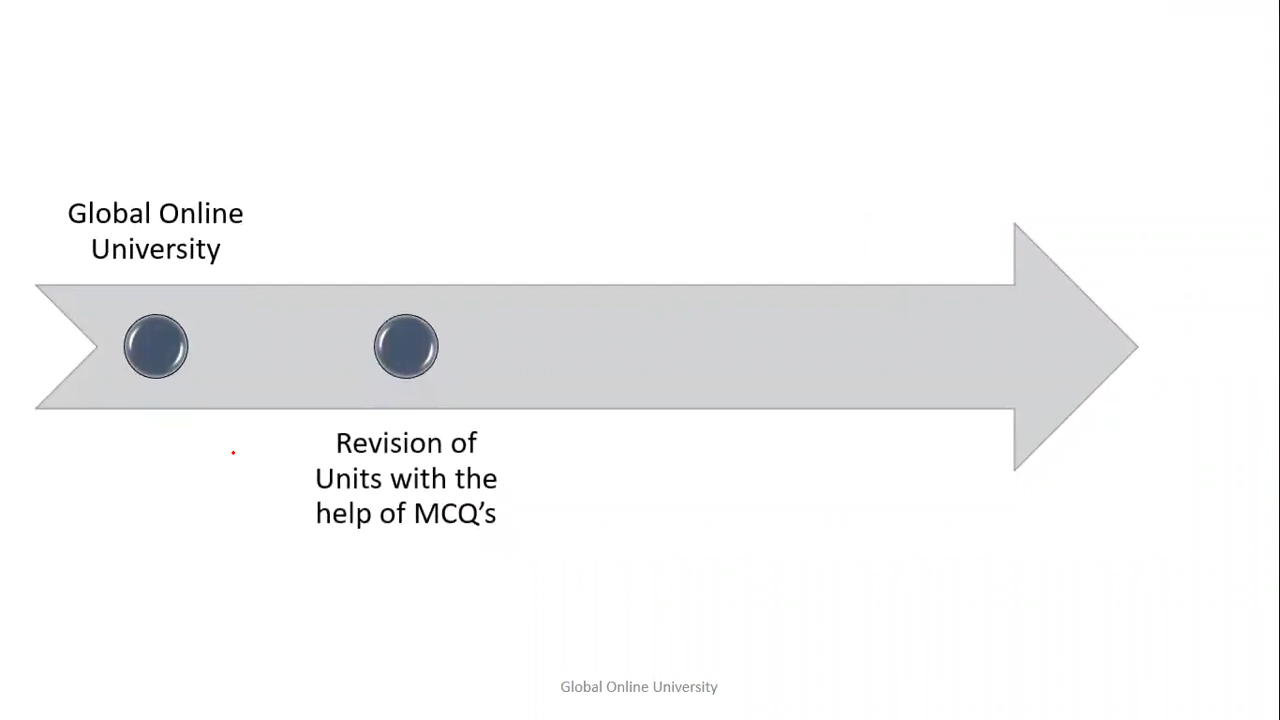 Global Online
University
Revision of
Units with the
help of MCQ’s
Global Online University